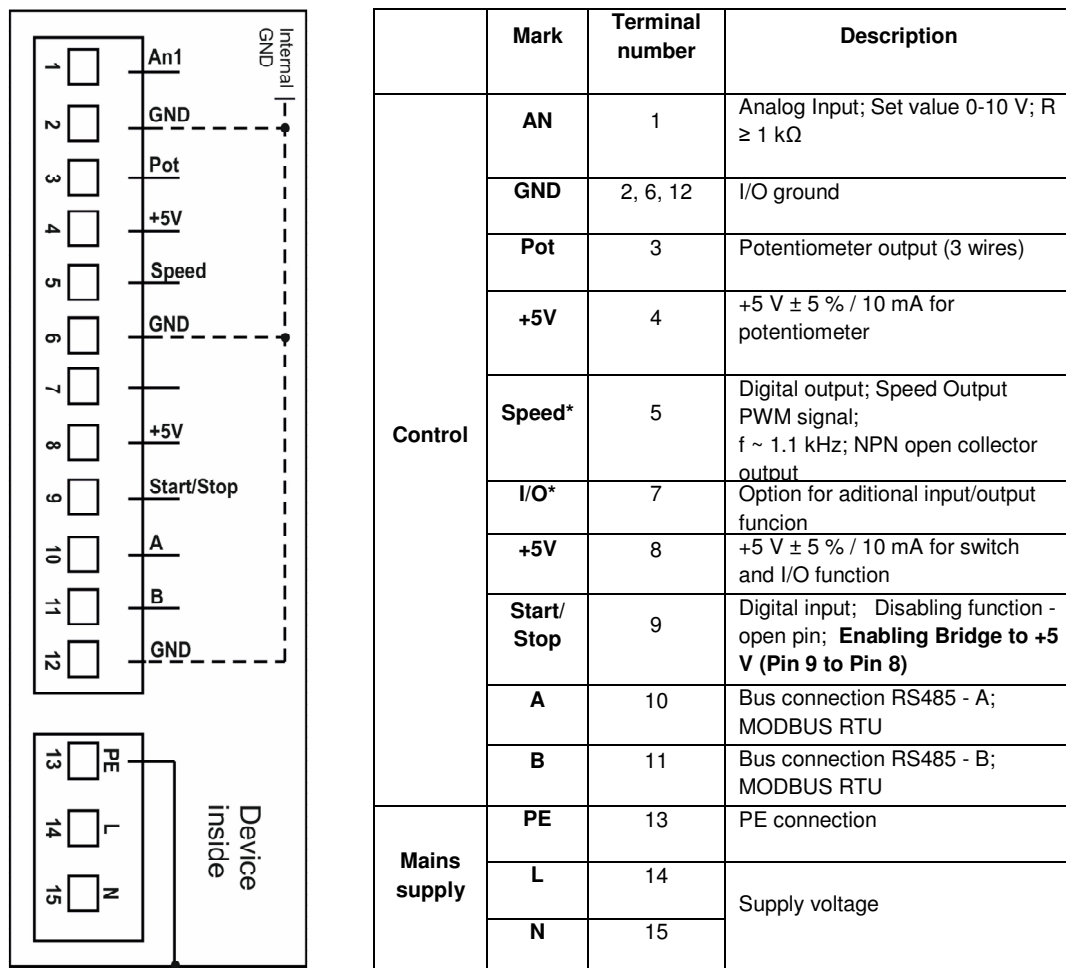 Internal
GND
1 An1
2 GND
3 Pot
4 +5V
5 Speed
6 GND
7
8 +5V
9 Start/Stop
10 A
11 B
12 GND
13 PE
14 L
15 N
Device
inside
Mark
Terminal
number
Description
Control
AN
1
Analog Input; Set value 0-10 V; R
≥ 1 kΩ
GND
2, 6, 12
I/O ground
Pot
3
Potentiometer output (3 wires)
+5V
4
+5 V ± 5 % / 10 mA for
potentiometer
Speed*
5
Digital output; Speed Output
PWM signal;
f ~ 1.1 kHz; NPN open collector
output
I/O*
7
Option for aditional input/output
funcion
+5V
8
+5 V ± 5 % / 10 mA for switch
and I/O function
Start/
Stop
9
Digital input; Disabling function -
open pin; Enabling Bridge to +5
V (Pin 9 to Pin 8)
A
10
Bus connection RS485 - A;
MODBUS RTU
B
11
Bus connection RS485 - B;
MODBUS RTU
Mains
supply
PE
13
PE connection
L
14
Supply voltage
N
15